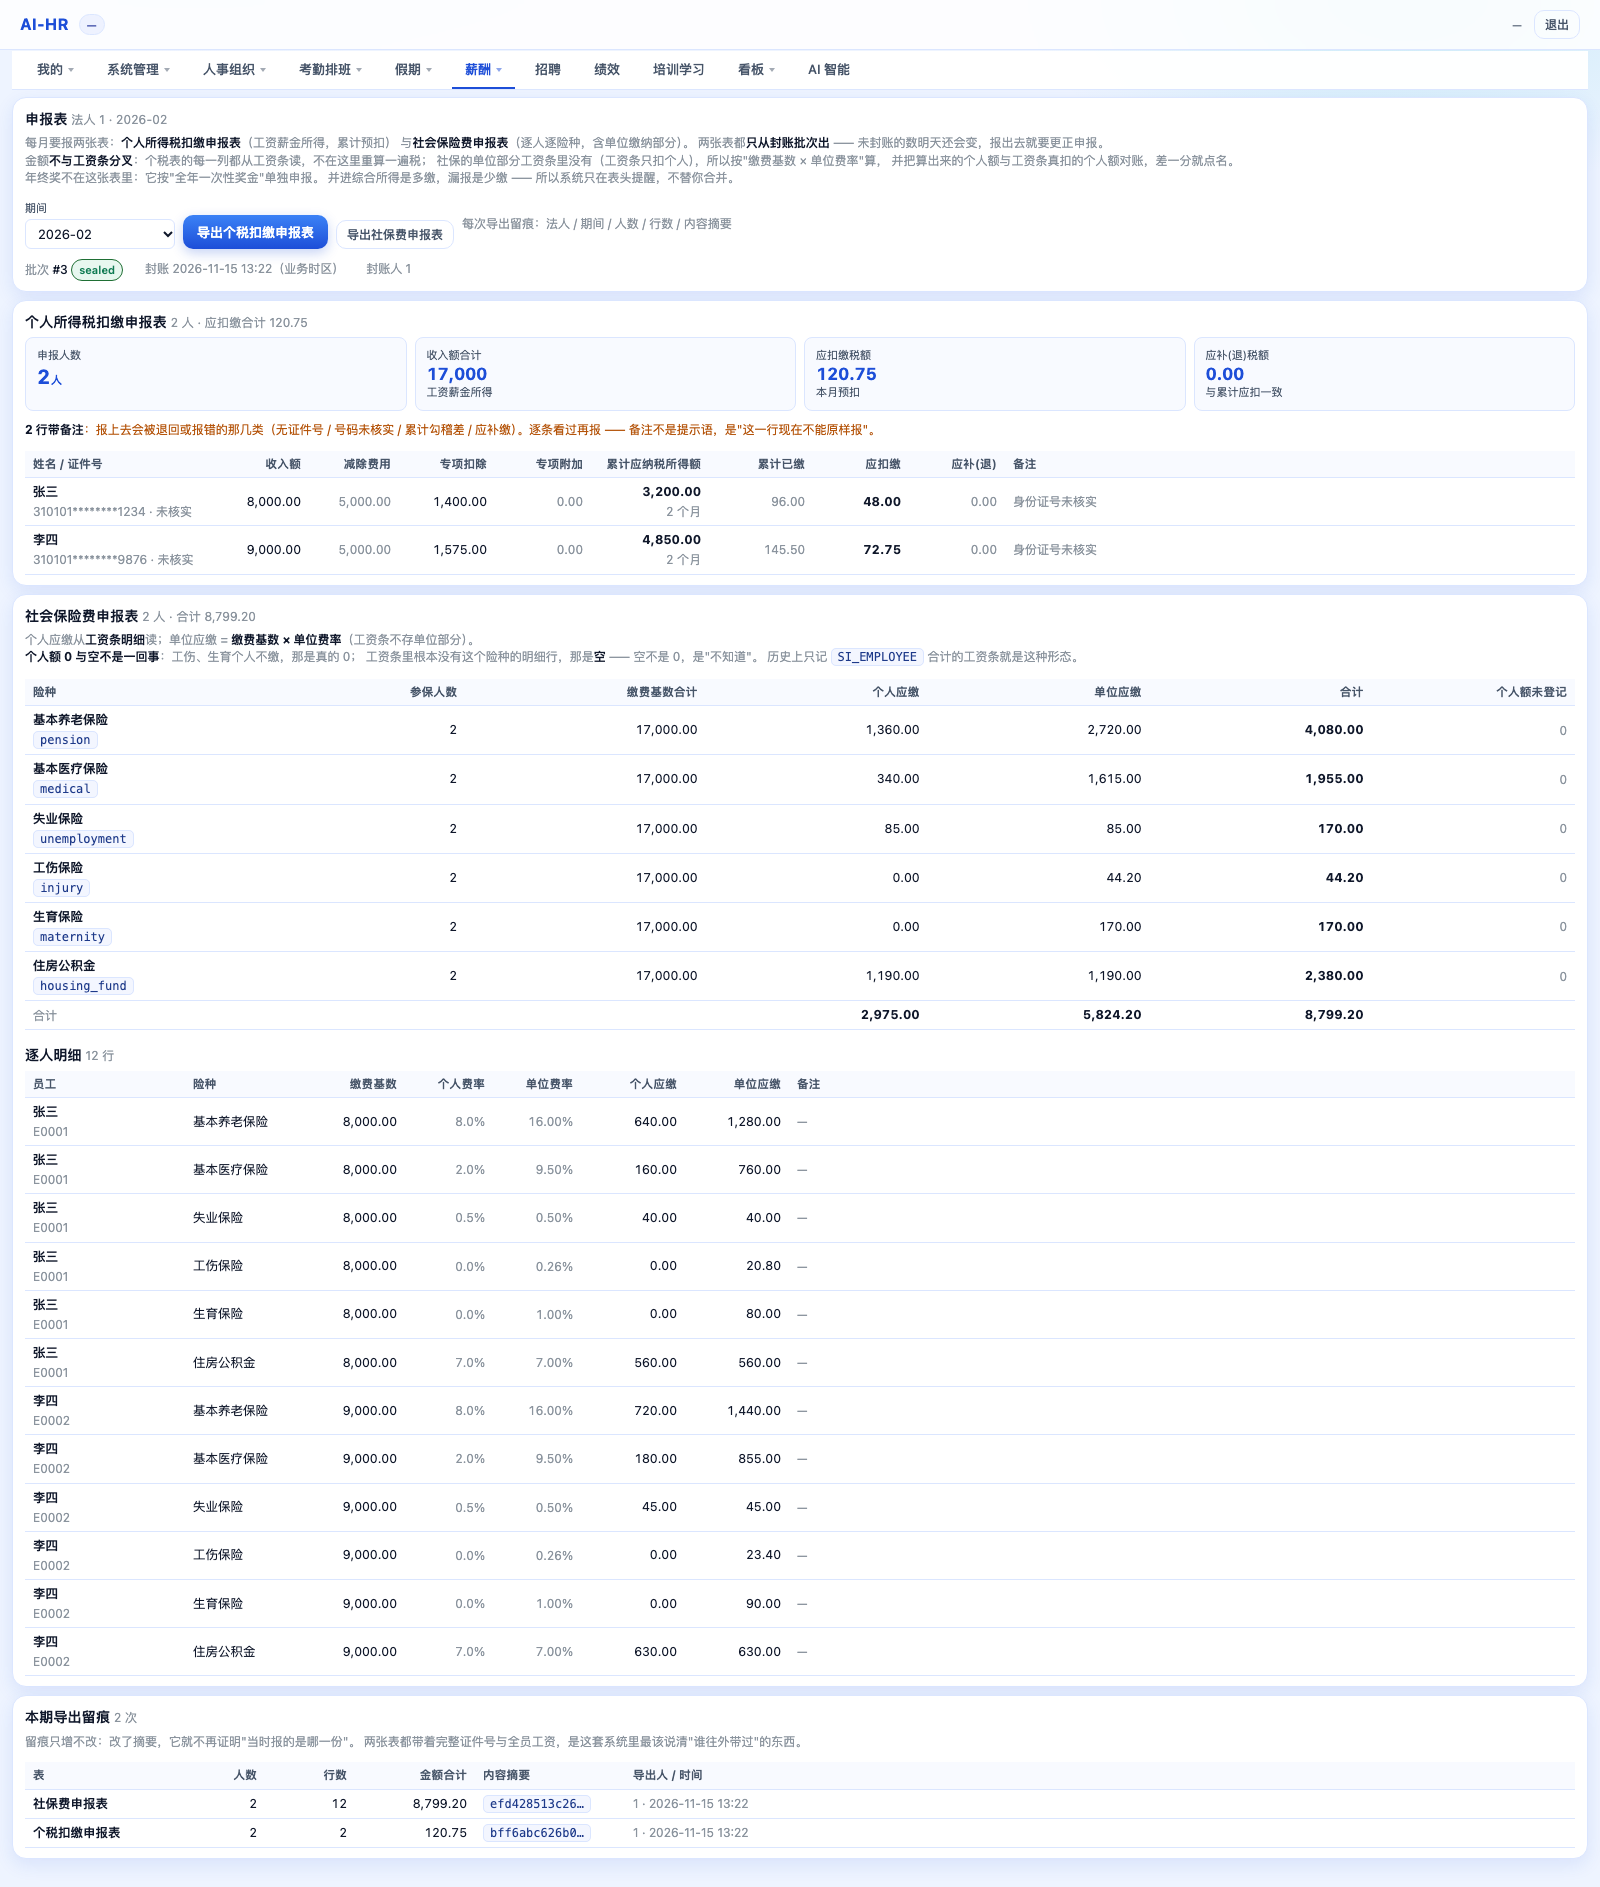 AI-HR — — 退出
我的 系统管理 人事组织 考勤排班 假期 薪酬 招聘 绩效 培训学习 看板 AI 智能
申报表 法人 1 · 2026-02
每月要报两张表：个人所得税扣缴申报表（工资薪金所得，累计预扣） 与社会保险费申报表（逐人逐险种，含单位缴纳部分）。 两张表都只从封账批次出 —— 未封账的数明天还会变，报出去就要更正申报。
金额不与工资条分叉：个税表的每一列都从工资条读，不在这里重算一遍税； 社保的单位部分工资条里没有（工资条只扣个人），所以按"缴费基数 × 单位费率"算， 并把算出来的个人额与工资条真扣的个人额对账，差一分就点名。
年终奖不在这张表里：它按"全年一次性奖金"单独申报。 并进综合所得是多缴，漏报是少缴 —— 所以系统只在表头提醒，不替你合并。
期间
2026-02 导出个税扣缴申报表 导出社保费申报表 每次导出留痕：法人 / 期间 / 人数 / 行数 / 内容摘要
批次 #3 sealed 封账 2026-11-15 13:22（业务时区） 封账人 1
个人所得税扣缴申报表 2 人 · 应扣缴合计 120.75
申报人数
2人
收入额合计
17,000
工资薪金所得
应扣缴税额
120.75
本月预扣
应补(退)税额
0.00
与累计应扣一致
2 行带备注：报上去会被退回或报错的那几类（无证件号 / 号码未核实 / 累计勾稽差 / 应补缴）。逐条看过再报 —— 备注不是提示语，是"这一行现在不能原样报"。
姓名 / 证件号 收入额 减除费用 专项扣除 专项附加 累计应纳税所得额 累计已缴 应扣缴 应补(退) 备注
张三
310101********1234 · 未核实 8,000.00 5,000.00 1,400.00 0.00 3,200.00 2 个月 96.00 48.00 0.00 身份证号未核实
李四
310101********9876 · 未核实 9,000.00 5,000.00 1,575.00 0.00 4,850.00 2 个月 145.50 72.75 0.00 身份证号未核实
社会保险费申报表 2 人 · 合计 8,799.20
个人应缴从工资条明细读；单位应缴 = 缴费基数 × 单位费率（工资条不存单位部分）。
个人额 0 与空不是一回事：工伤、生育个人不缴，那是真的 0； 工资条里根本没有这个险种的明细行，那是空 —— 空不是 0，是"不知道"。 历史上只记 SI_EMPLOYEE 合计的工资条就是这种形态。
险种 参保人数 缴费基数合计 个人应缴 单位应缴 合计 个人额未登记
基本养老保险
pension 2 17,000.00 1,360.00 2,720.00 4,080.00 0
基本医疗保险
medical 2 17,000.00 340.00 1,615.00 1,955.00 0
失业保险
unemployment 2 17,000.00 85.00 85.00 170.00 0
工伤保险
injury 2 17,000.00 0.00 44.20 44.20 0
生育保险
maternity 2 17,000.00 0.00 170.00 170.00 0
住房公积金
housing_fund 2 17,000.00 1,190.00 1,190.00 2,380.00 0
合计 2,975.00 5,824.20 8,799.20
逐人明细 12 行
员工 险种 缴费基数 个人费率 单位费率 个人应缴 单位应缴 备注
张三
E0001 基本养老保险 8,000.00 8.0% 16.00% 640.00 1,280.00 —
张三
E0001 基本医疗保险 8,000.00 2.0% 9.50% 160.00 760.00 —
张三
E0001 失业保险 8,000.00 0.5% 0.50% 40.00 40.00 —
张三
E0001 工伤保险 8,000.00 0.0% 0.26% 0.00 20.80 —
张三
E0001 生育保险 8,000.00 0.0% 1.00% 0.00 80.00 —
张三
E0001 住房公积金 8,000.00 7.0% 7.00% 560.00 560.00 —
李四
E0002 基本养老保险 9,000.00 8.0% 16.00% 720.00 1,440.00 —
李四
E0002 基本医疗保险 9,000.00 2.0% 9.50% 180.00 855.00 —
李四
E0002 失业保险 9,000.00 0.5% 0.50% 45.00 45.00 —
李四
E0002 工伤保险 9,000.00 0.0% 0.26% 0.00 23.40 —
李四
E0002 生育保险 9,000.00 0.0% 1.00% 0.00 90.00 —
李四
E0002 住房公积金 9,000.00 7.0% 7.00% 630.00 630.00 —
本期导出留痕 2 次
留痕只增不改：改了摘要，它就不再证明"当时报的是哪一份"。 两张表都带着完整证件号与全员工资，是这套系统里最该说清"谁往外带过"的东西。
表 人数 行数 金额合计 内容摘要 导出人 / 时间
社保费申报表 2 12 8,799.20 efd428513c26… 1 · 2026-11-15 13:22
个税扣缴申报表 2 2 120.75 bff6abc626b0… 1 · 2026-11-15 13:22